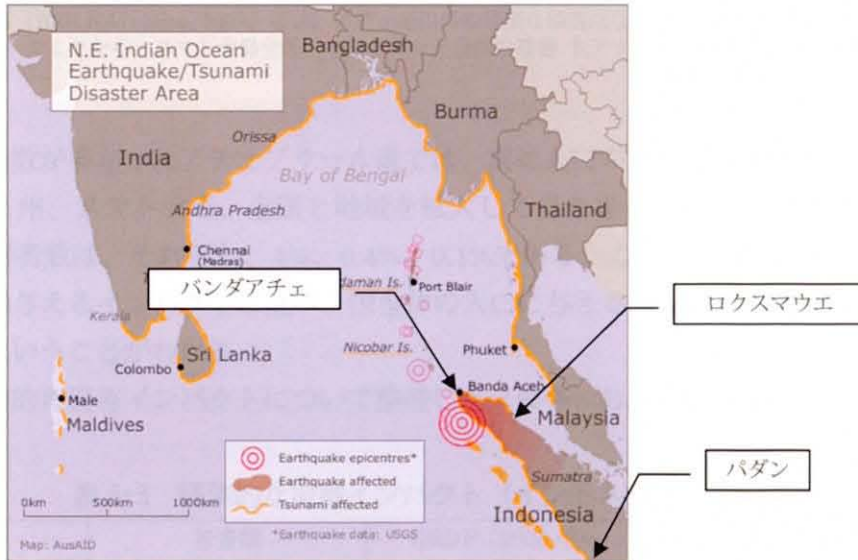 N.E. Indian Ocean
Earthquake/Tsunami
Disaster Area
Bangladesh
Burma
Orissa
India
Bay of Bengal
Andhra Pradesh
Thailand
Chennai
(Madras)
バンダアチェ
daman Is.
Port Blair
ロクスマウエ
Kerala
Nicobar Is.
Phuket
Sri Lanka
Colombo
Banda Aceh
Male
Maldives
Malaysia
Earthquake epicentres*
Earthquake affected
Tsunami affected
*Earthquake data: USGS
パダン
Sumatra
Indonesia
0km 500km 1000km
Map: AusAID